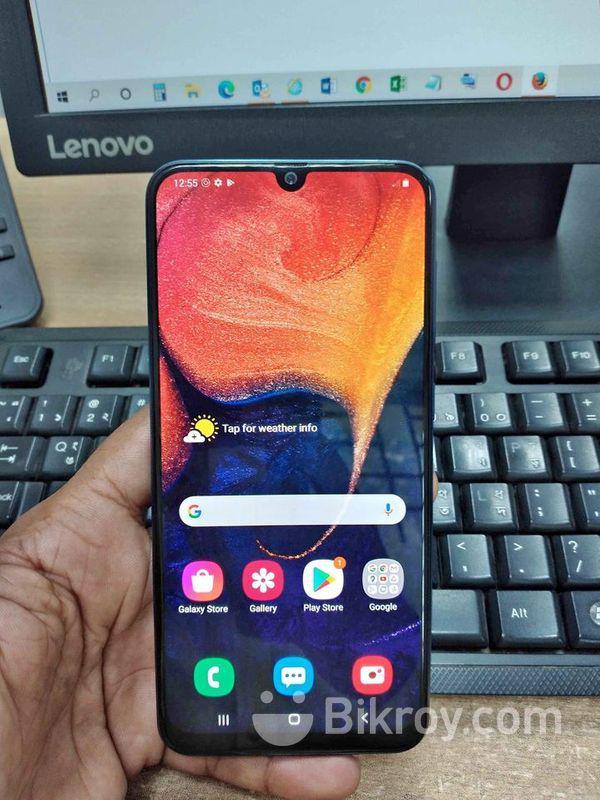 Lenovo
12:55
Tap for weather info
G
Galaxy Store
Gallery
1
Play Store
Google
Esc
F1
F8
F9
F10
Alt
Bikroy.com